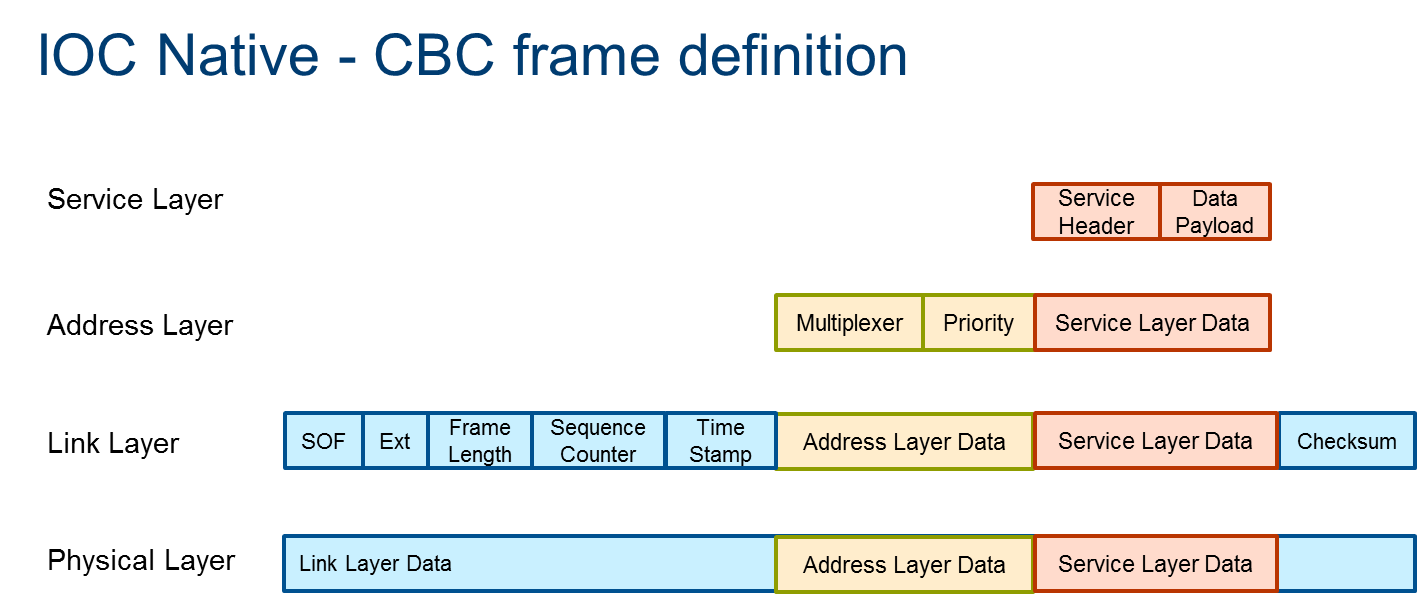 IOC Native - CBC frame definition
Service Layer
Service
Header
Data
Payload
Address Layer
Multiplexer
Priority
Service Layer Data
Link Layer
SOF
Ext
Frame
Length
Sequence
Counter
Time
Stamp
Address Layer Data
Service Layer Data
Checksum
Physical Layer
Link Layer Data
Address Layer Data
Service Layer Data